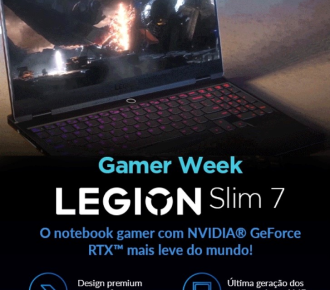 Gamer Week
LEGION Slim 7
O notebook gamer com NVIDIA® GeForce
RTX™ mais leve do mundo!
Design premium
Última geração dos